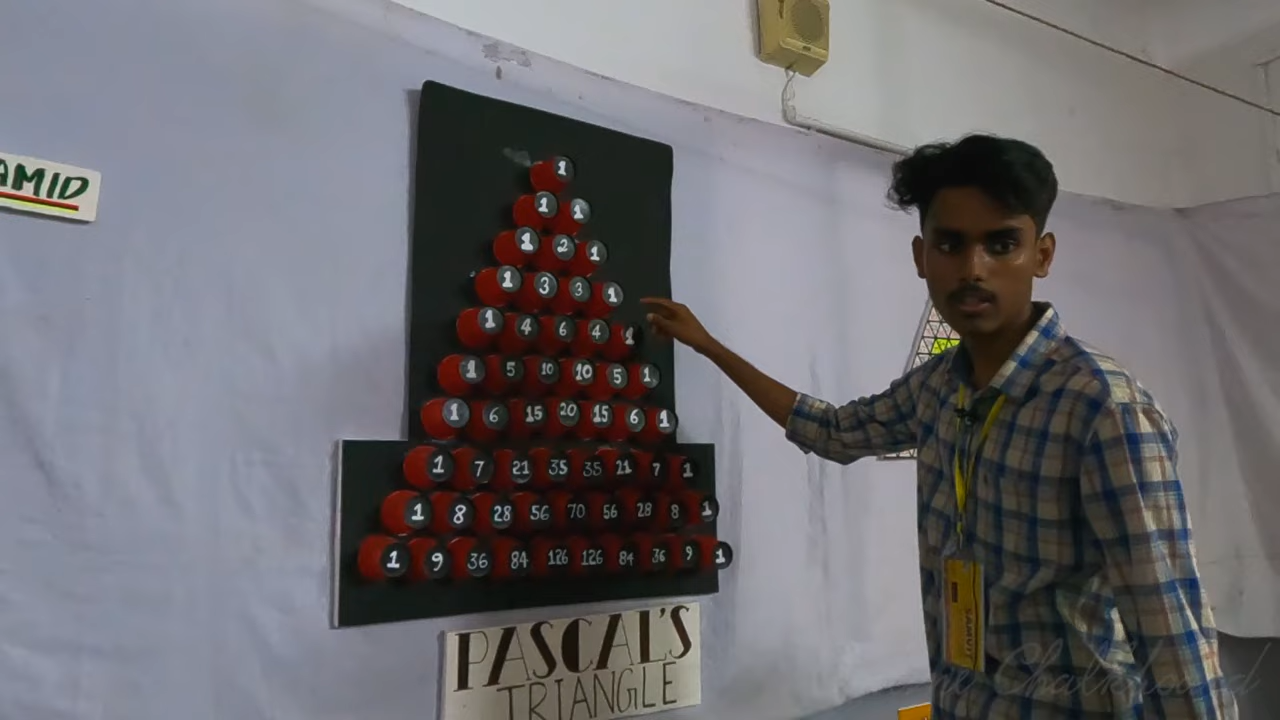 AMID
1
1 1
1 2 1
1 3 3 1
1 4 6 4 1
1 5 10 10 5 1
1 6 15 20 15 6 1
1 7 21 35 35 21 7 1
1 8 28 56 70 56 28 8 1
1 9 36 84 126 126 84 36 9 1
PASCAL'S
TRIANGLE